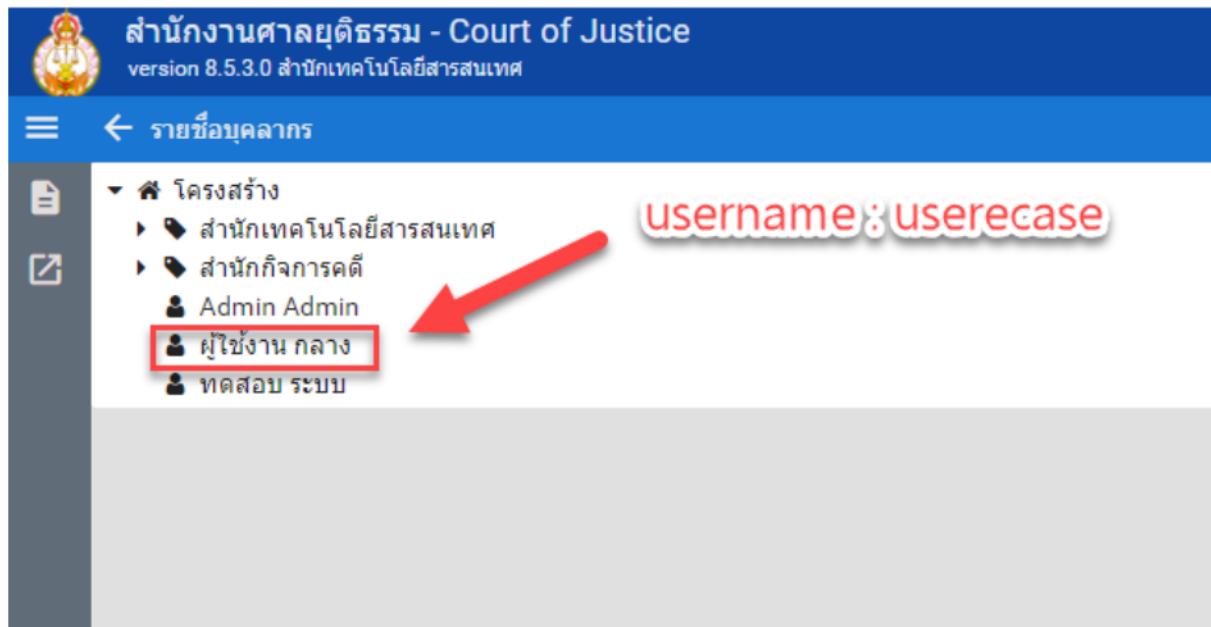 สำนักงานศาลยุติธรรม - Court of Justice
version 8.5.3.0 สำนักเทคโนโลยีสารสนเทศ
รายชื่อบุคลากร
โครงสร้าง
สำนักเทคโนโลยีสารสนเทศ
username : userecase
สำนักกิจการคดี
Admin Admin
ผู้ใช้งาน กลาง
ทดสอบ ระบบ